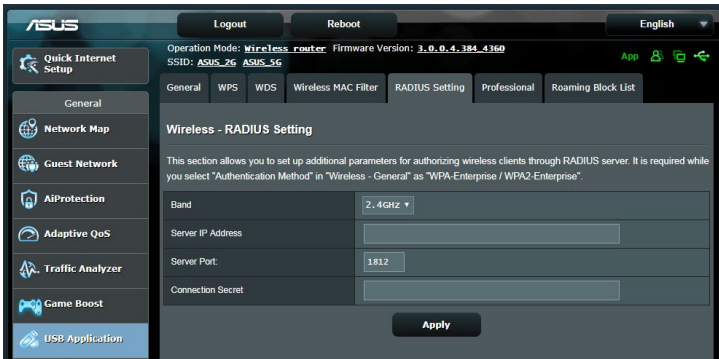 ASUS
Logout
Reboot
English
Operation Mode: Wireless router Firmware Version: 3.0.0.4.384_4360
SSID: ASUS_2G ASUS_5G
App
Quick Internet
Setup
General
Network Map
Guest Network
AiProtection
Adaptive QoS
Traffic Analyzer
Game Boost
USB Application
General WPS WDS Wireless MAC Filter RADIUS Setting Professional Roaming Block List
Wireless - RADIUS Setting
This section allows you to set up additional parameters for authorizing wireless clients through RADIUS server. It is required while
you select "Authentication Method" in "Wireless - General" as "WPA-Enterprise / WPA2-Enterprise".
Band 2.4GHz
Server IP Address
Server Port: 1812
Connection Secret
Apply